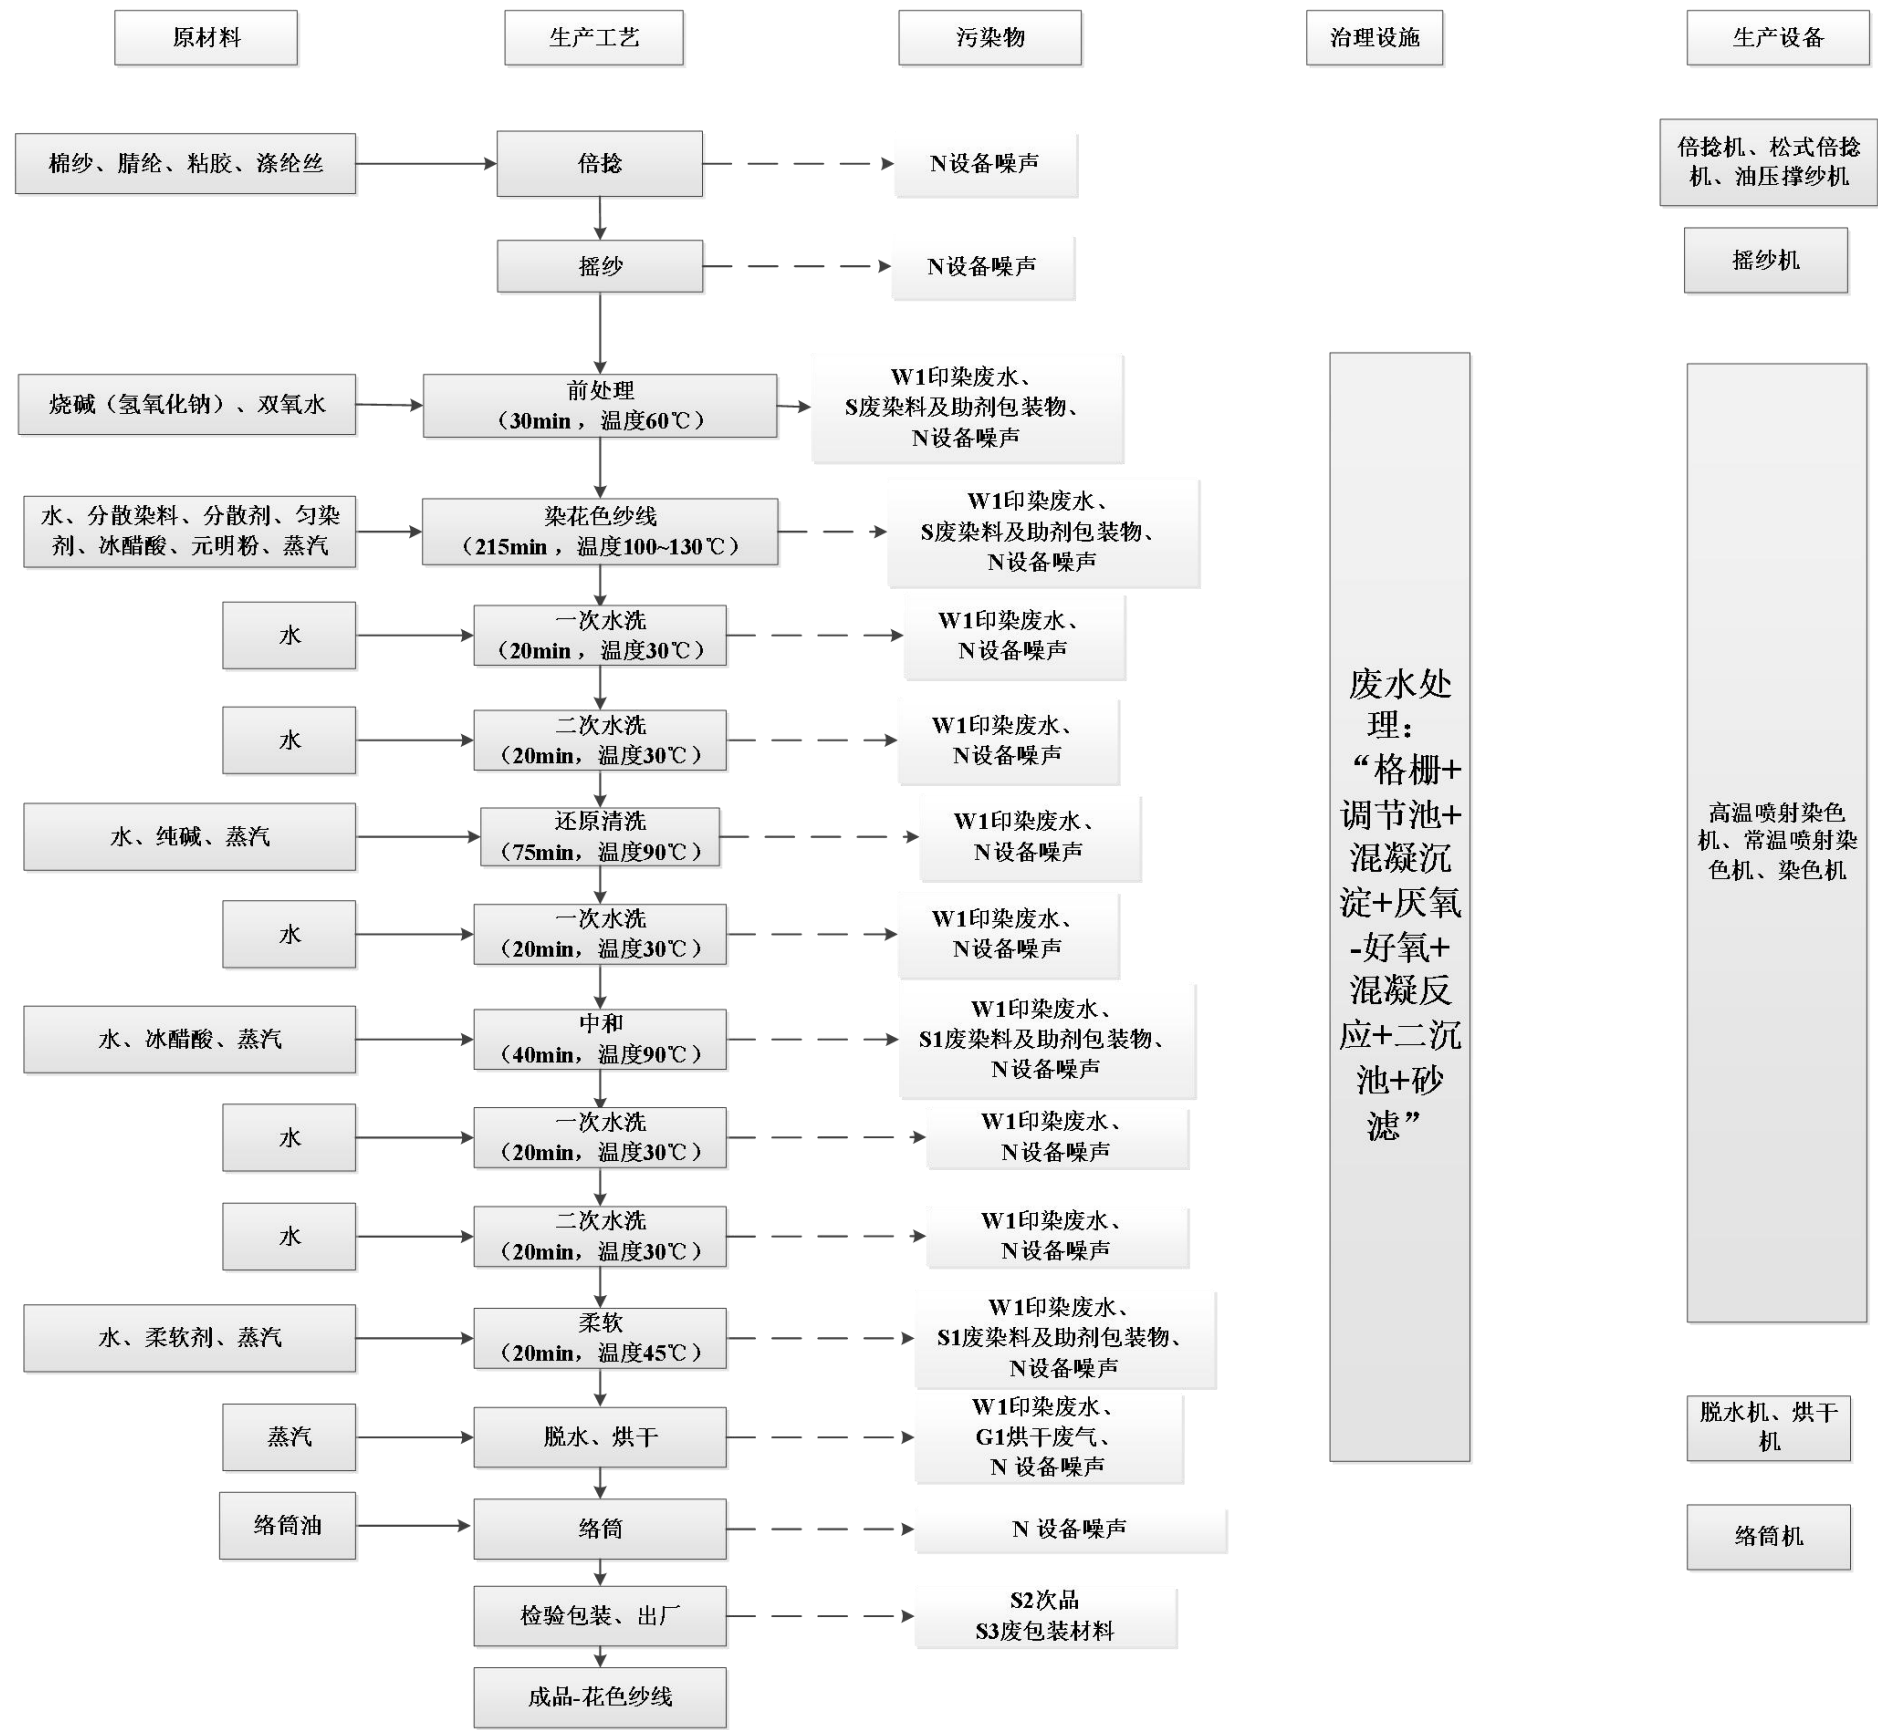 原材料
生产工艺
污染物
治理设施
生产设备
棉纱、腈纶、粘胶、涤纶丝
倍捻
N设备噪声
倍捻机、松式倍捻
机、油压撑纱机
摇纱
N设备噪声
摇纱机
烧碱（氢氧化钠）、双氧水
前处理
（30min ，温度60℃）
W1印染废水、
S废染料及助剂包装物、
N设备噪声
水、分散染料、分散剂、匀染
剂、冰醋酸、元明粉、蒸汽
染花色纱线
（215min ，温度100~130℃）
W1印染废水、
S废染料及助剂包装物、
N设备噪声
水
一次水洗
（20min ，温度30℃）
W1印染废水、
N设备噪声
水
二次水洗
（20min，温度30℃）
W1印染废水、
N设备噪声
水、纯碱、蒸汽
还原清洗
（75min，温度90℃）
W1印染废水、
N设备噪声
水
一次水洗
（20min，温度30℃）
W1印染废水、
N设备噪声
水、冰醋酸、蒸汽
中和
（40min，温度90℃）
W1印染废水、
S1废染料及助剂包装物、
N设备噪声
水
一次水洗
（20min，温度30℃）
W1印染废水、
N设备噪声
水
二次水洗
（20min，温度30℃）
W1印染废水、
N设备噪声
水、柔软剂、蒸汽
柔软
（20min，温度45℃）
W1印染废水、
S1废染料及助剂包装物、
N设备噪声
废水处
理：
“格栅+
调节池+
混凝沉
淀+厌氧
-好氧+
混凝反
应+二沉
池+砂
滤”
高温喷射染色
机、常温喷射染
色机、染色机
蒸汽
脱水、烘干
W1印染废水、
G1烘干废气、
N 设备噪声
脱水机、烘干
机
络筒油
络筒
N 设备噪声
络筒机
检验包装、出厂
S2次品
S3废包装材料
成品-花色纱线